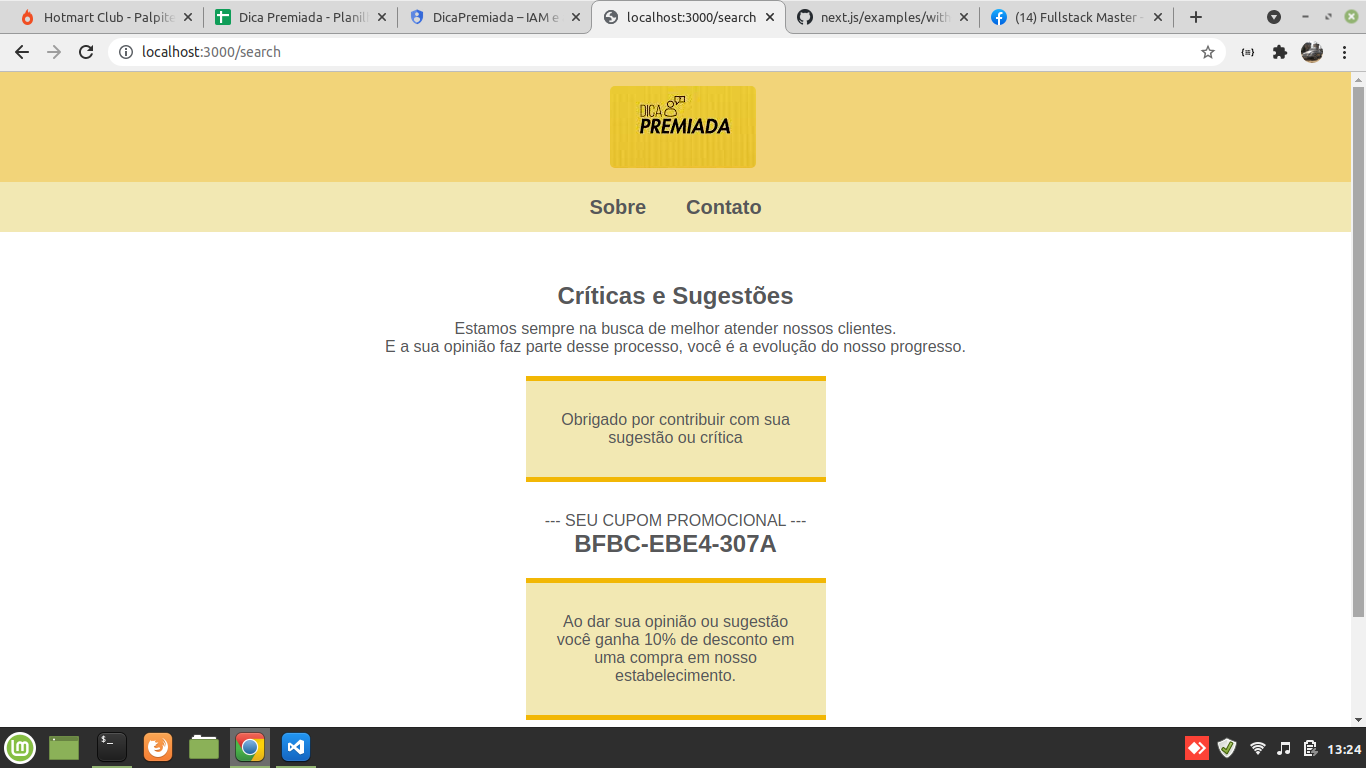 Hotmart Club - Palpite
Dica Premiada - Planil
DicaPremiada – IAM e
localhost:3000/search
next.js/examples/with
(14) Fullstack Master -
localhost:3000/search
DICA
PREMIADA
Sobre
Contato
Críticas e Sugestões
Estamos sempre na busca de melhor atender nossos clientes.
E a sua opinião faz parte desse processo, você é a evolução do nosso progresso.
Obrigado por contribuir com sua
sugestão ou crítica
--- SEU CUPOM PROMOCIONAL ---
BFBC-EBE4-307A
Ao dar sua opinião ou sugestão
você ganha 10% de desconto em
uma compra em nosso
estabelecimento.
13:24